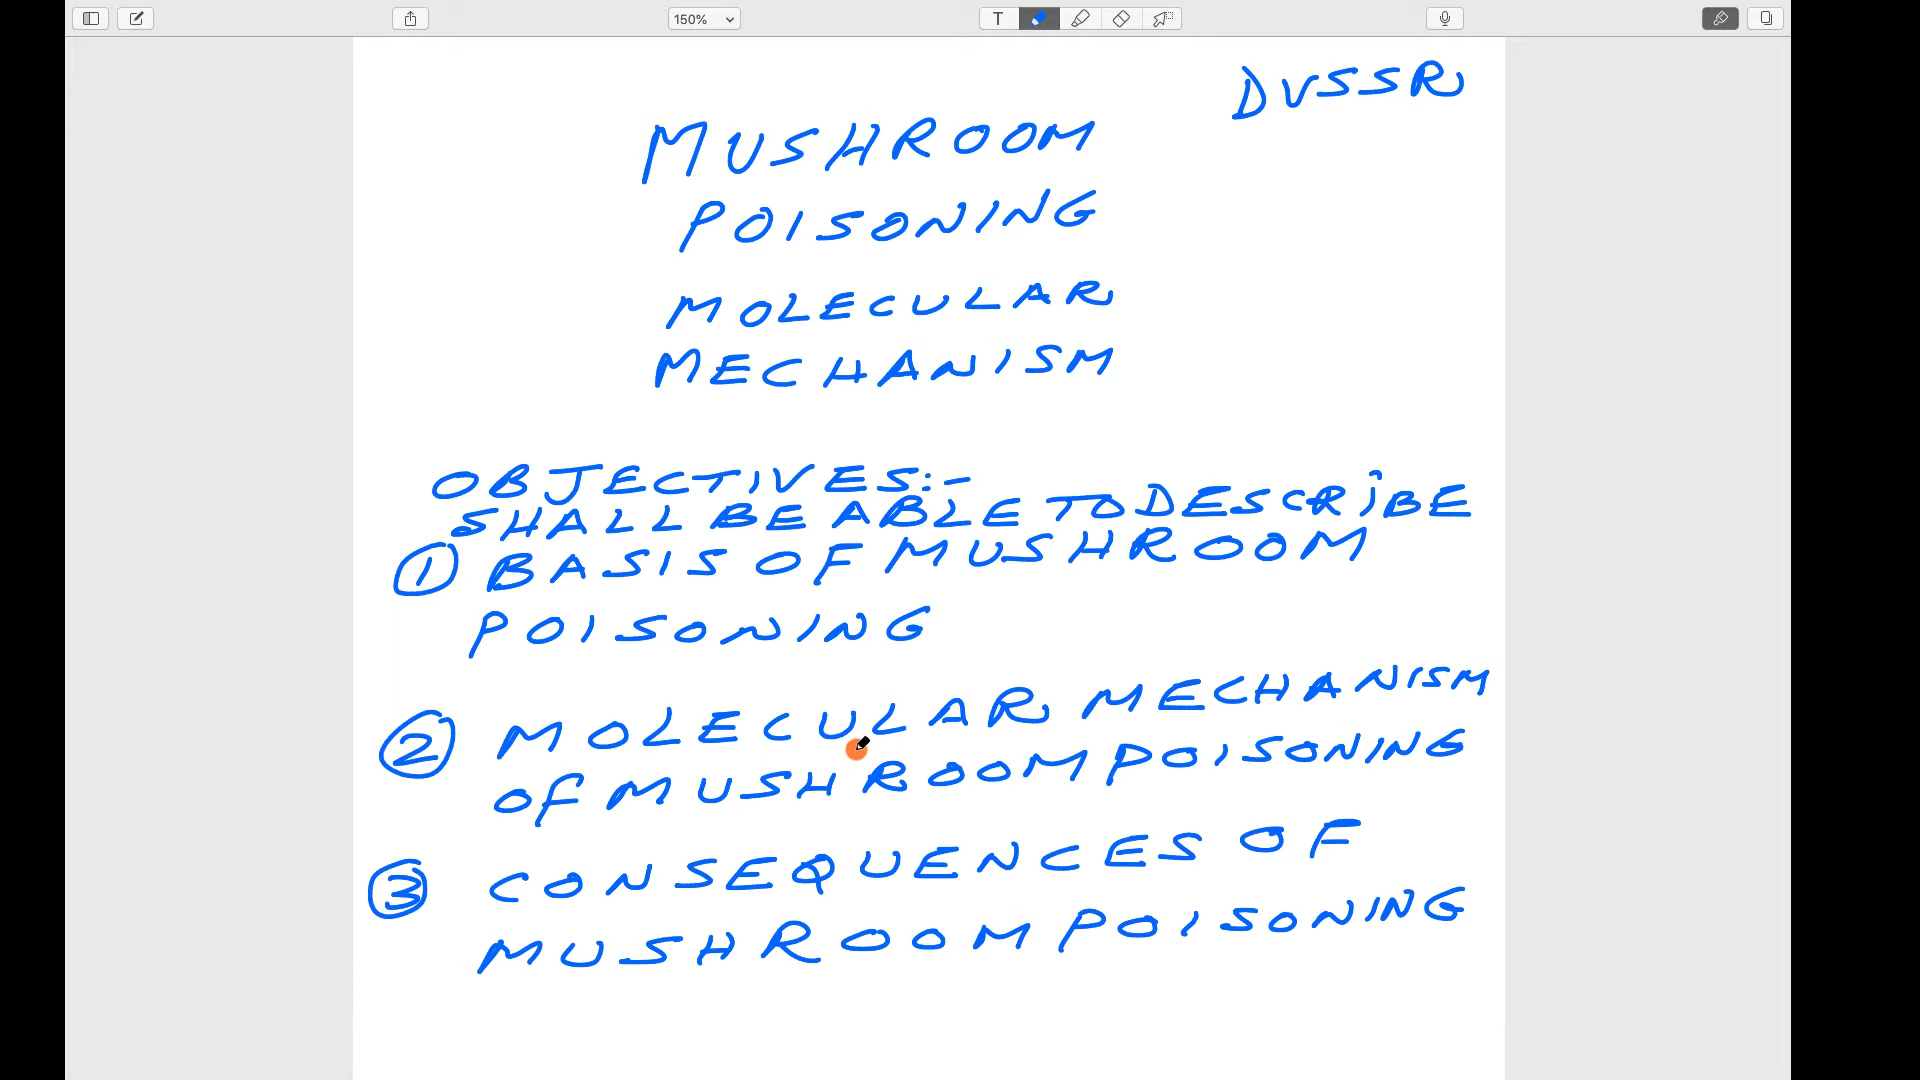 150%
T
DVSSR
MUSHROOM
POISONING
MOLECULAR
MECHANISM
OBJECTIVES:-
SHALL BE ABLE TO DESCRIBE
① BASIS OF MUSHROOM
POISONING
② MOLECULAR MECHANISM
OF MUSHROOM POISONING
③ CONSEQUENCES OF
MUSHROOM POISONING